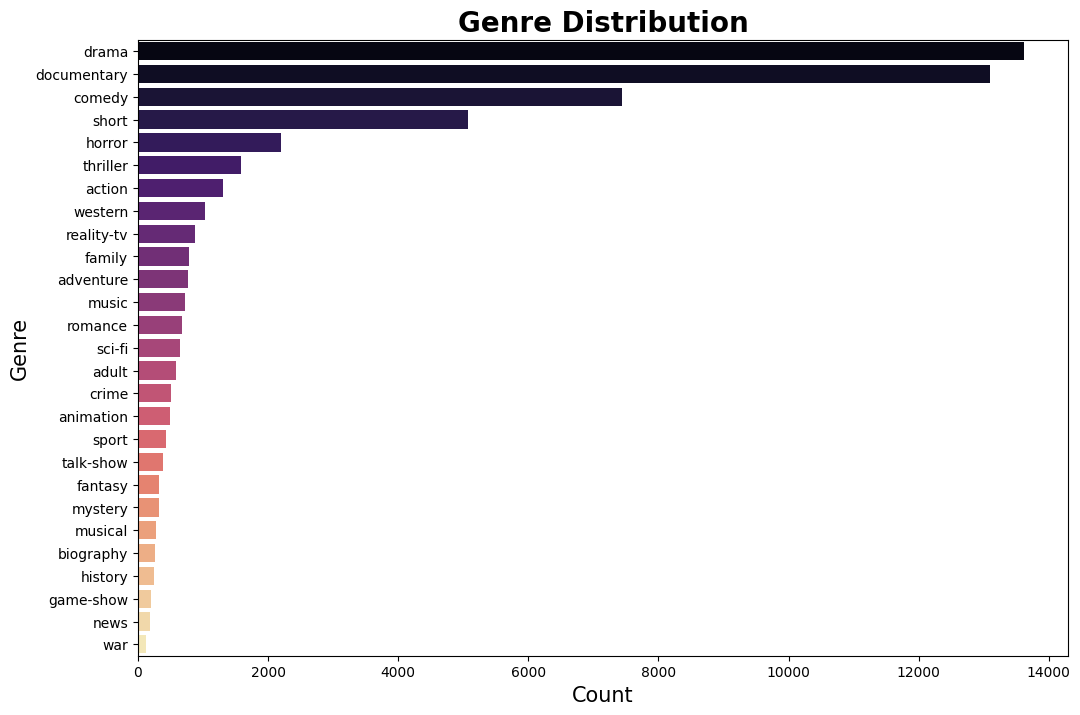 Genre Distribution
Genre
drama
documentary
comedy
short
horror
thriller
action
western
reality-tv
family
adventure
music
romance
sci-fi
adult
crime
animation
sport
talk-show
fantasy
mystery
musical
biography
history
game-show
news
war
0 2000 4000 6000 8000 10000 12000 14000
Count